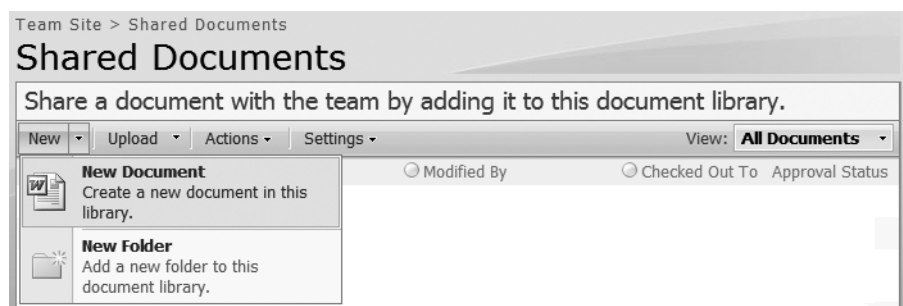 Team Site > Shared Documents
Shared Documents
Share a document with the team by adding it to this document library.
New Upload Actions Settings View: All Documents
Modified By Checked Out To Approval Status
New Document
Create a new document in this
library.
New Folder
Add a new folder to this
document library.